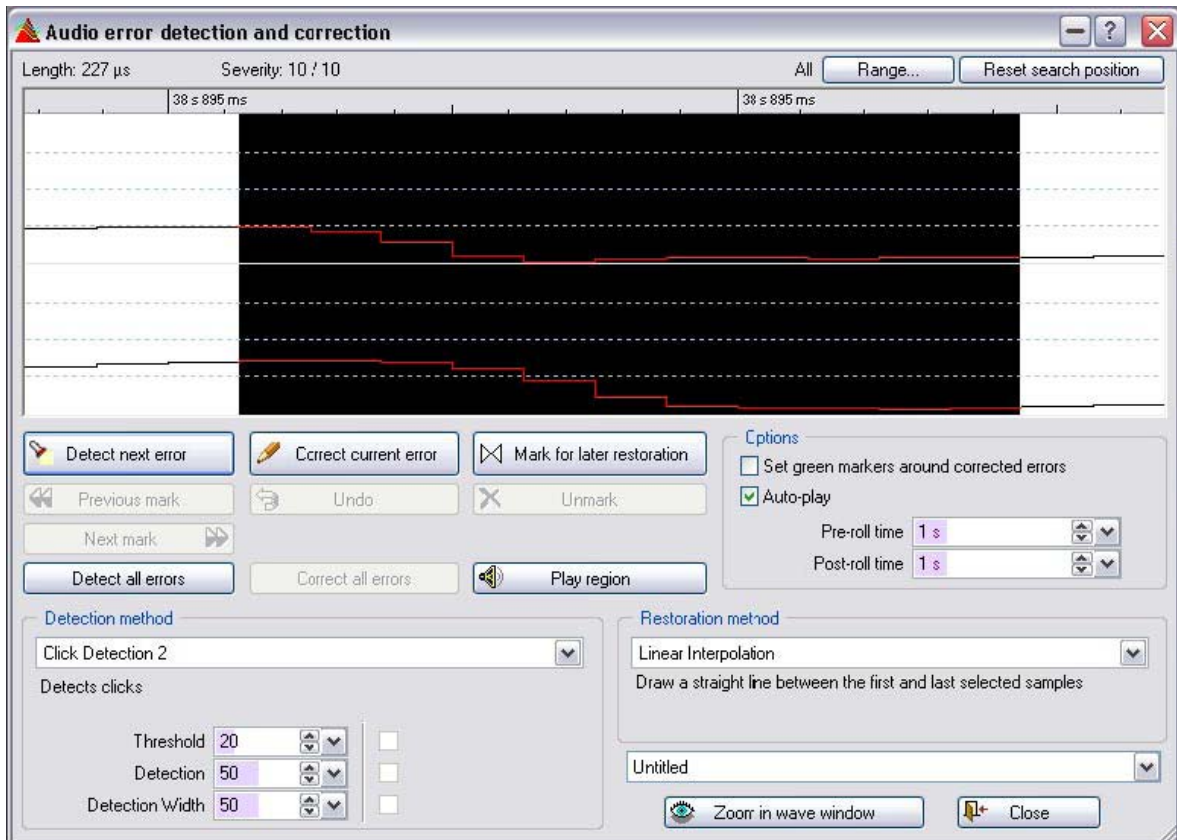 Audio error detection and correction
Length: 227 µs Severity: 10 / 10 All Range... Reset search position
38 s 895 ms 38 s 895 ms
Detect next error Correct current error Mark for later restoration
Previous mark Undo Unmark
Next mark
Detect all errors Correct all errors Play region
Options
Set green markers around corrected errors
Auto-play
Pre-roll time 1 s
Post-roll time 1 s
Detection method
Click Detection 2
Detects clicks
Threshold 20
Detection 50
Detection Width 50
Restoration method
Linear Interpolation
Draw a straight line between the first and last selected samples
Untitled
Zoom in wave window Close